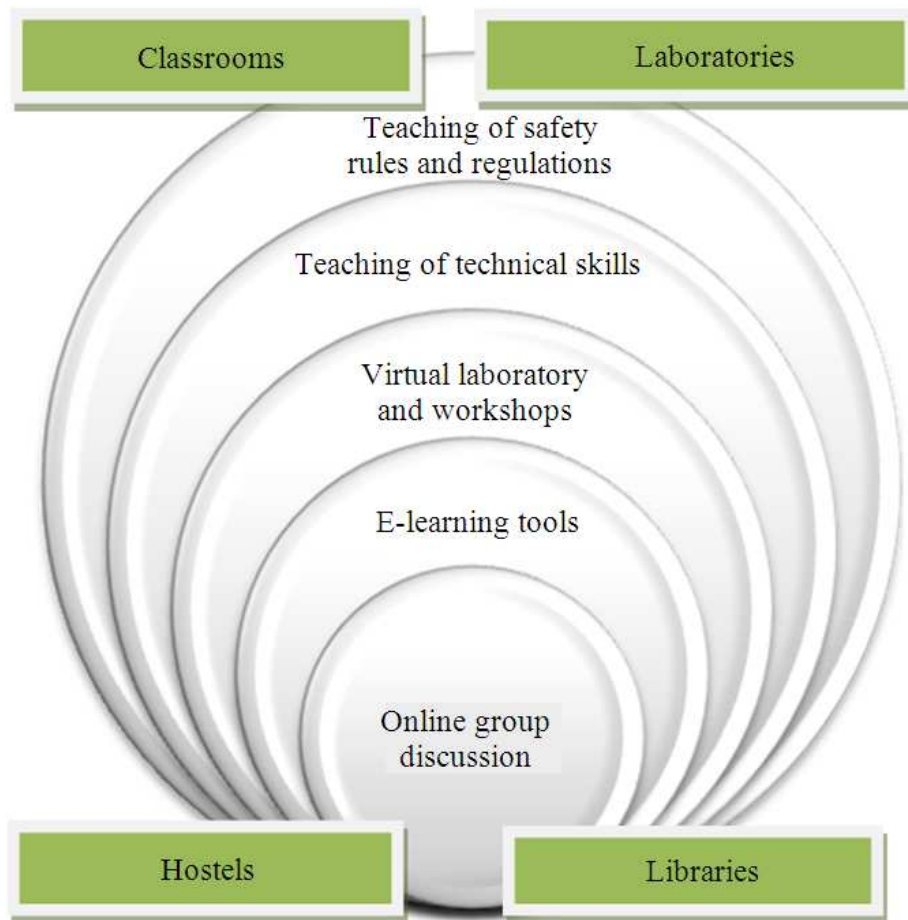 Classrooms
Laboratories
Teaching of safety
rules and regulations
Teaching of technical skills
Virtual laboratory
and workshops
E-learning tools
Online group
discussion
Hostels
Libraries